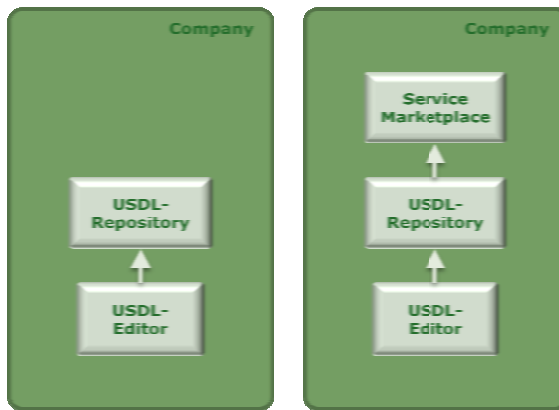 Company
USDL-
Repository
USDL-
Editor
Company
Service
Marketplace
USDL-
Repository
USDL-
Editor